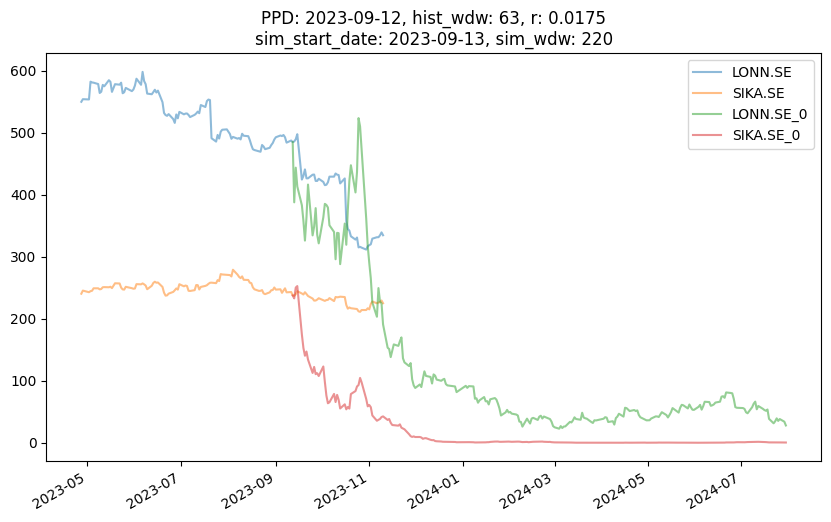 PPD: 2023-09-12, hist_wdw: 63, r: 0.0175
sim_start_date: 2023-09-13, sim_wdw: 220
LONN.SE
SIKA.SE
LONN.SE_0
SIKA.SE_0
600
500
400
300
200
100
0
2023-05
2023-07
2023-09
2023-11
2024-01
2024-03
2024-05
2024-07